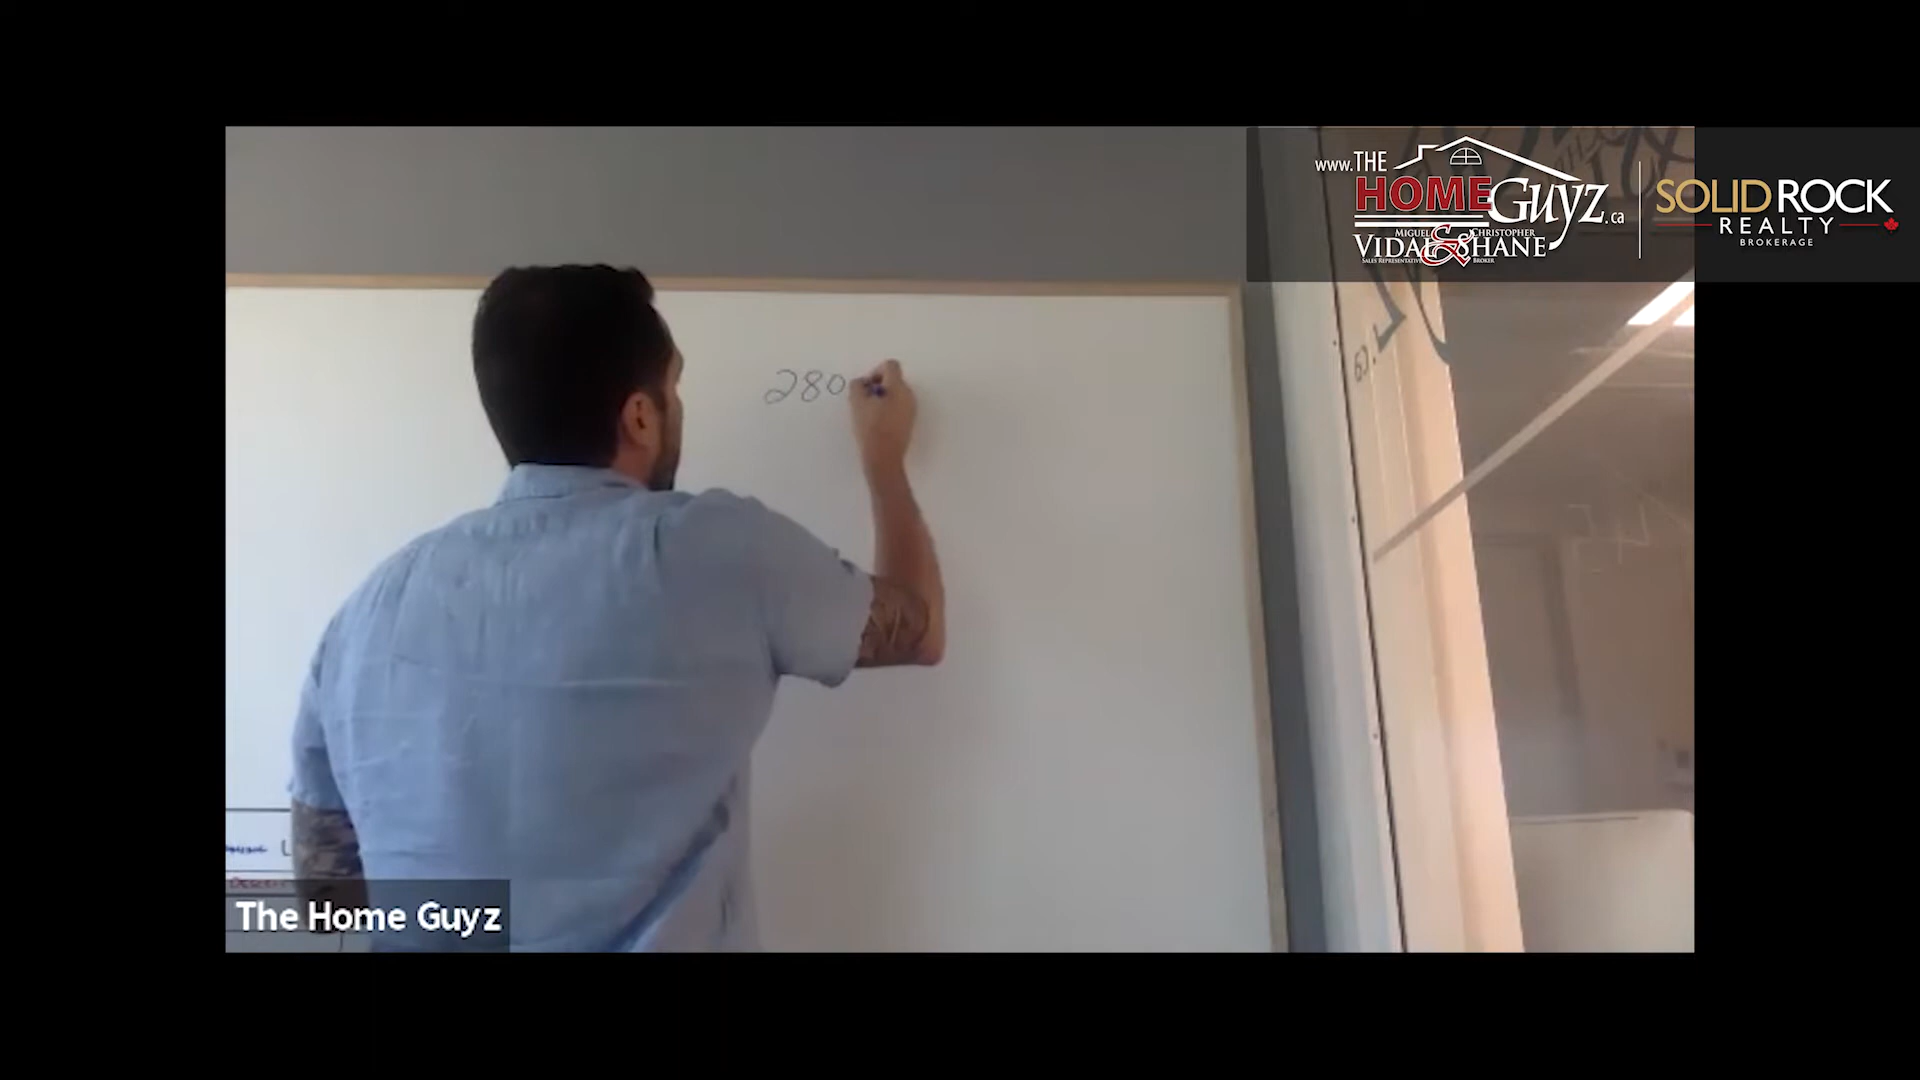 www.THE
HOME Guyz.ca
MIGUEL & CHRISTOPHER
VIDAL SHANE
SALES REPRESENTATIVE BROKER
SOLID ROCK
REALTY
BROKERAGE
280
The Home Guyz